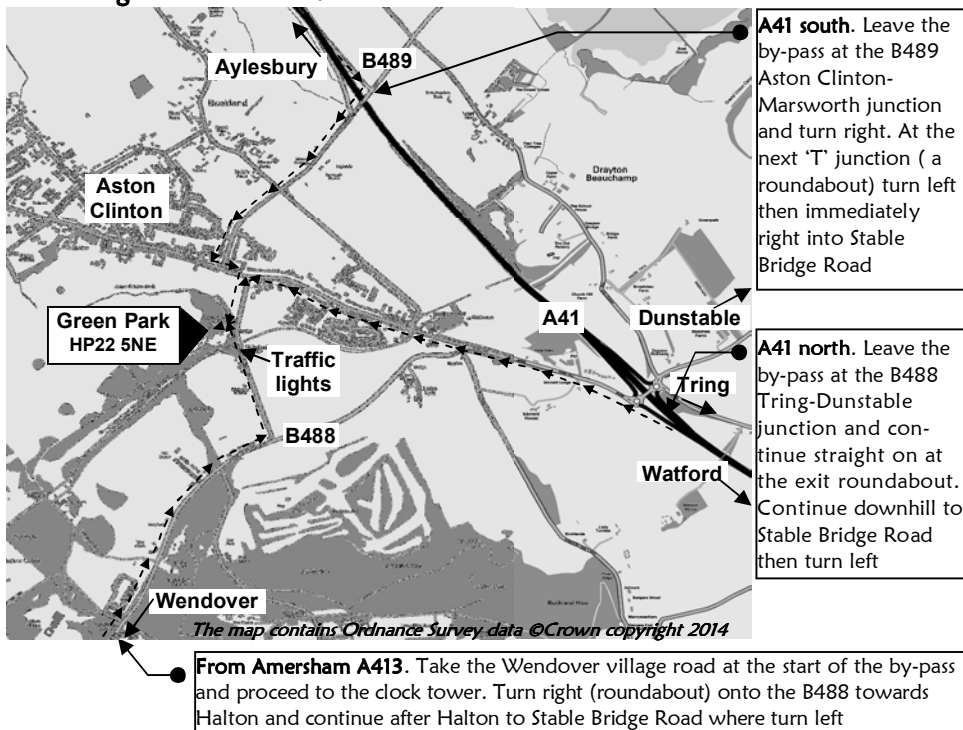 Aylesbury
B489
Buckland
Aston
Clinton
Drayton
Beauchamp
Green Park
HP22 5NE
Traffic
lights
A41
Dunstable
Tring
B488
Watford
Wendover
The map contains Ordnance Survey data ©Crown copyright 2014
A41 south. Leave the
by-pass at the B489
Aston Clinton-
Marsworth junction
and turn right. At the
next ‘T’ junction ( a
roundabout) turn left
then immediately
right into Stable
Bridge Road
A41 north. Leave the
by-pass at the B488
Tring-Dunstable
junction and con-
tinue straight on at
the exit roundabout.
Continue downhill to
Stable Bridge Road
then turn left
From Amersham A413. Take the Wendover village road at the start of the by-pass
and proceed to the clock tower. Turn right (roundabout) onto the B488 towards
Halton and continue after Halton to Stable Bridge Road where turn left